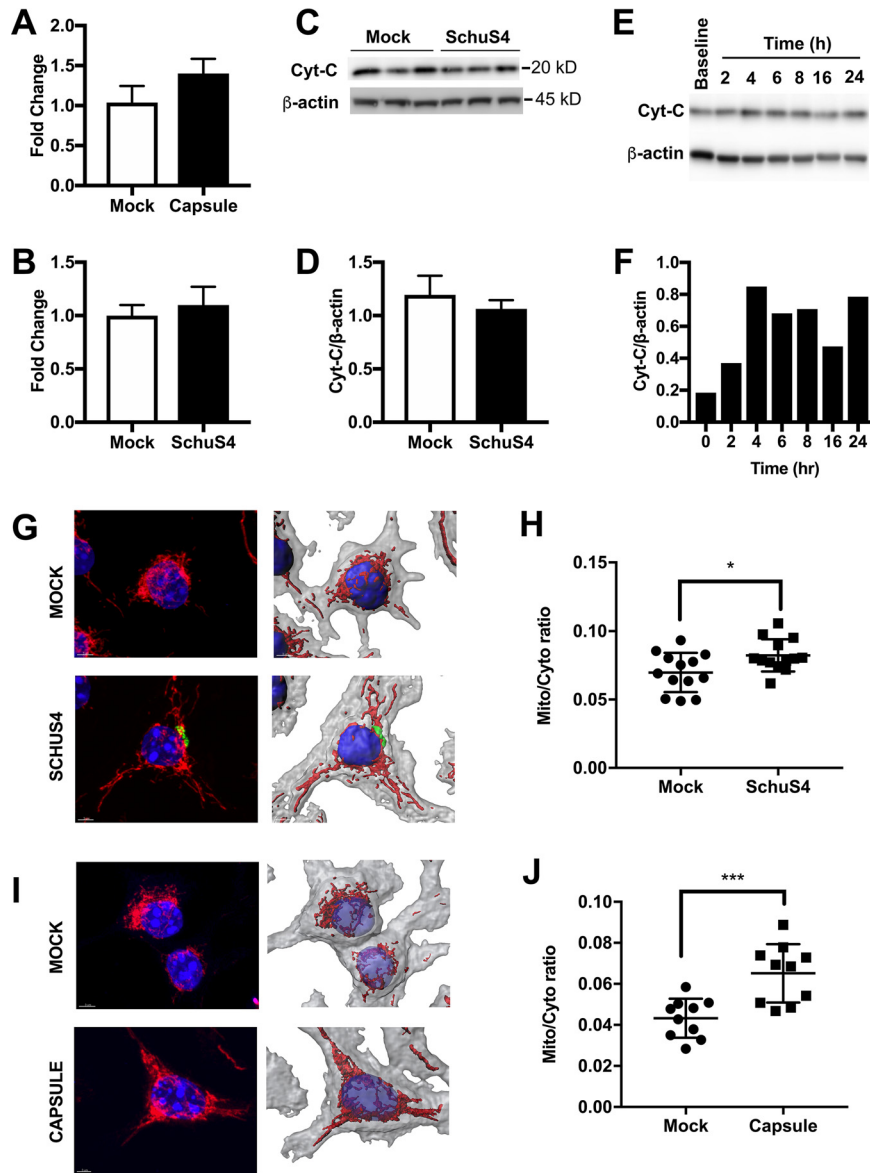 A
Fold Change
2.0
1.5
1.0
0.5
0.0
Mock Capsule
B
Fold Change
1.5
1.0
0.5
0.0
Mock SchuS4
C
Mock SchuS4
Cyt-C
20 kD
β-actin
45 kD
D
Cyt-C/β-actin
1.5
1.0
0.5
0.0
Mock SchuS4
E
Baseline
Time (h)
2 4 6 8 16 24
Cyt-C
β-actin
F
Cyt-C/β-actin
1.0
0.8
0.6
0.4
0.2
0.0
0 2 4 6 8 16 24
Time (hr)
G
MOCK
SCHUS4
H
Mito/Cyto ratio
0.15
0.10
0.05
0.00
*
Mock SchuS4
I
MOCK
CAPSULE
J
Mito/Cyto ratio
0.10
0.08
0.06
0.04
0.02
0.00
***
Mock Capsule